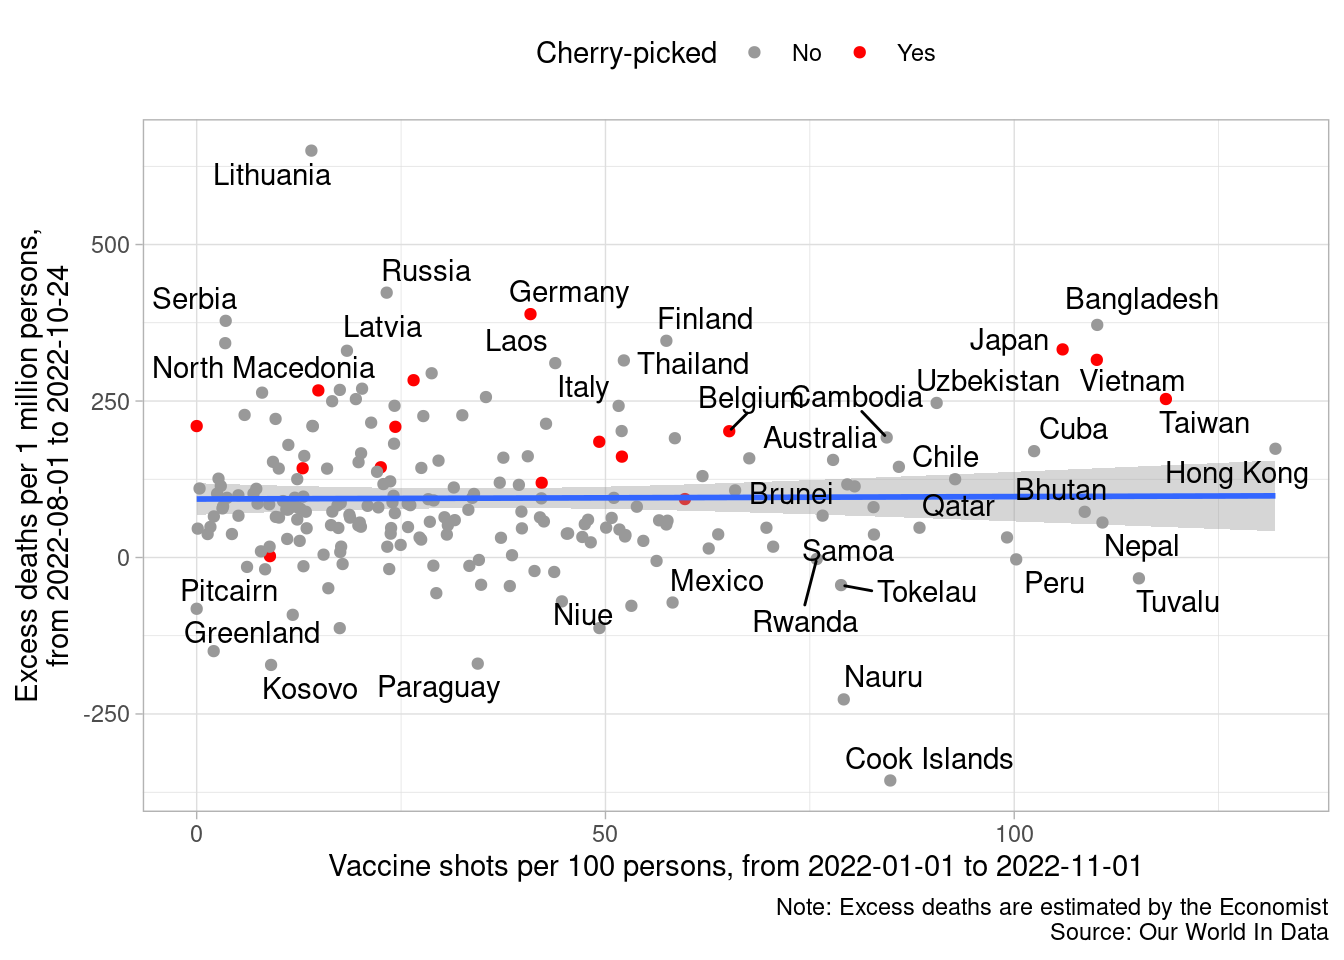 Cherry-picked No Yes
Excess deaths per 1 million persons,
from 2022-08-01 to 2022-10-24
500
250
0
-250
Lithuania
Russia
Serbia
Germany
Bangladesh
Latvia
Finland
Laos
Japan
North Macedonia
Thailand
Italy
Uzbekistan
Vietnam
Belgium
Cambodia
Taiwan
Cuba
Australia
Chile
Hong Kong
Brunei
Bhutan
Qatar
Samoa
Nepal
Pitcairn
Mexico
Tokelau
Peru
Tuvalu
Niue
Rwanda
Greenland
Kosovo
Paraguay
Nauru
Cook Islands
0 50 100
Vaccine shots per 100 persons, from 2022-01-01 to 2022-11-01
Note: Excess deaths are estimated by the Economist
Source: Our World In Data